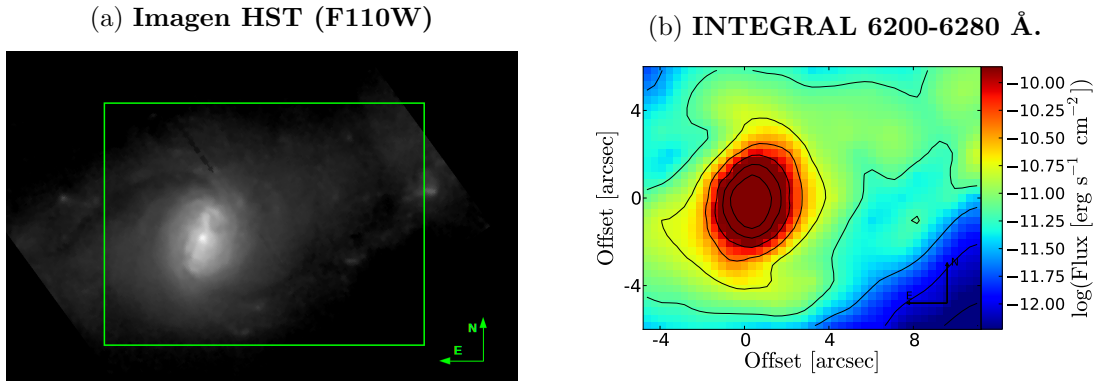 (a) Imagen HST (F110W)
N
E
(b) INTEGRAL 6200-6280 Å.
Offset [arcsec]
4
0
-4
-4
0
4
8
Offset [arcsec]
N
−10.00
−10.25
−10.50
−10.75
−11.00
−11.25
−11.50
−11.75
−12.00
log(Flux [erg s⁻¹ cm⁻²)